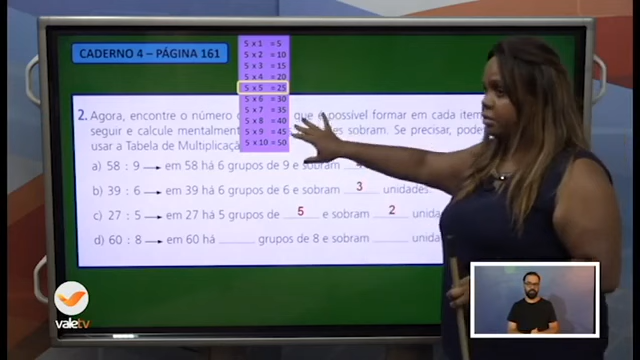 CADERNO 4 – PÁGINA 161
5 x 1 = 5
5 x 2 = 10
5 x 3 = 15
5 x 4 = 20
5 x 5 = 25
5 x 6 = 30
5 x 7 = 35
5 x 8 = 40
5 x 9 = 45
5 x 10 = 50
2. Agora, encontre o número que é possível formar em cada item
seguir e calcule mentalment sobram. Se precisar, pode
usar a Tabela de Multiplica
a) 58 : 9 → em 58 há 6 grupos de 9 e sobram
b) 39 : 6 → em 39 há 6 grupos de 6 e sobram 3 unidades.
c) 27 : 5 → em 27 há 5 grupos de 5 e sobram 2 unida
d) 60 : 8 → em 60 há ____ grupos de 8 e sobram ____ unida
valetv